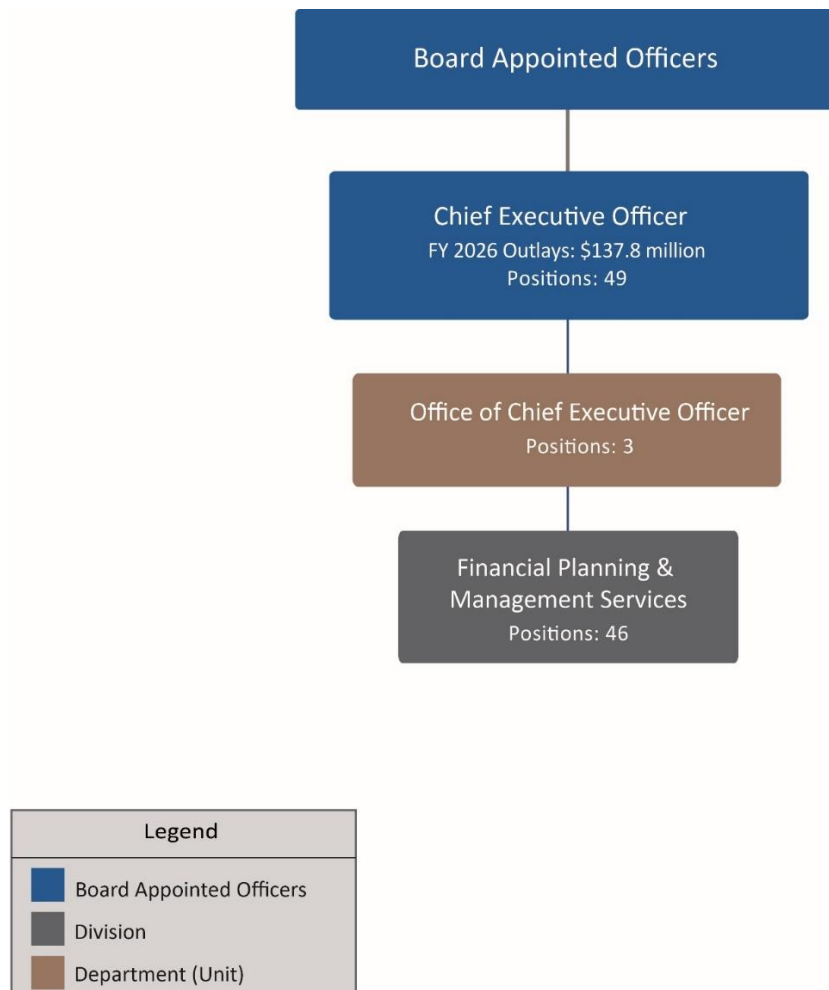 Board Appointed Officers
Chief Executive Officer
FY 2026 Outlays: $137.8 million
Positions: 49
Office of Chief Executive Officer
Positions: 3
Financial Planning &
Management Services
Positions: 46
Legend
Board Appointed Officers
Division
Department (Unit)